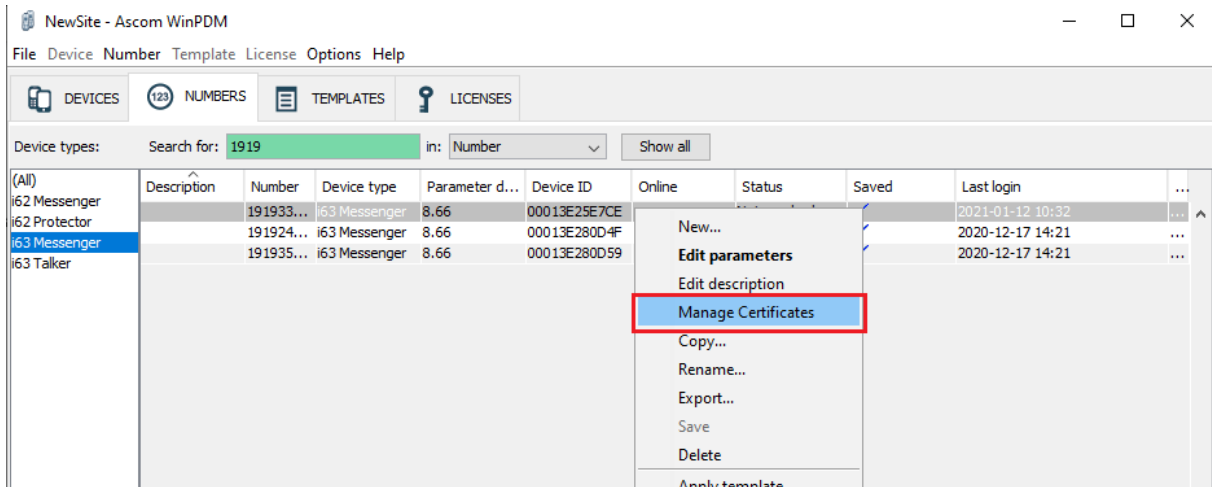 NewSite - Ascom WinPDM
File Device Number Template License Options Help
DEVICES 123 NUMBERS TEMPLATES LICENSES
Device types: Search for: 1919 in: Number Show all
(All)
i62 Messenger
i62 Protector
i63 Messenger
i63 Talker
Description Number Device type Parameter d... Device ID Online Status Saved Last login ...
191933... i63 Messenger 8.66 00013E25E7CE 2021-01-12 10:32 ...
191924... i63 Messenger 8.66 00013E280D4F 2020-12-17 14:21 ...
191935... i63 Messenger 8.66 00013E280D59 2020-12-17 14:21 ...
New...
Edit parameters
Edit description
Manage Certificates
Copy...
Rename...
Export...
Save
Delete
Apply template